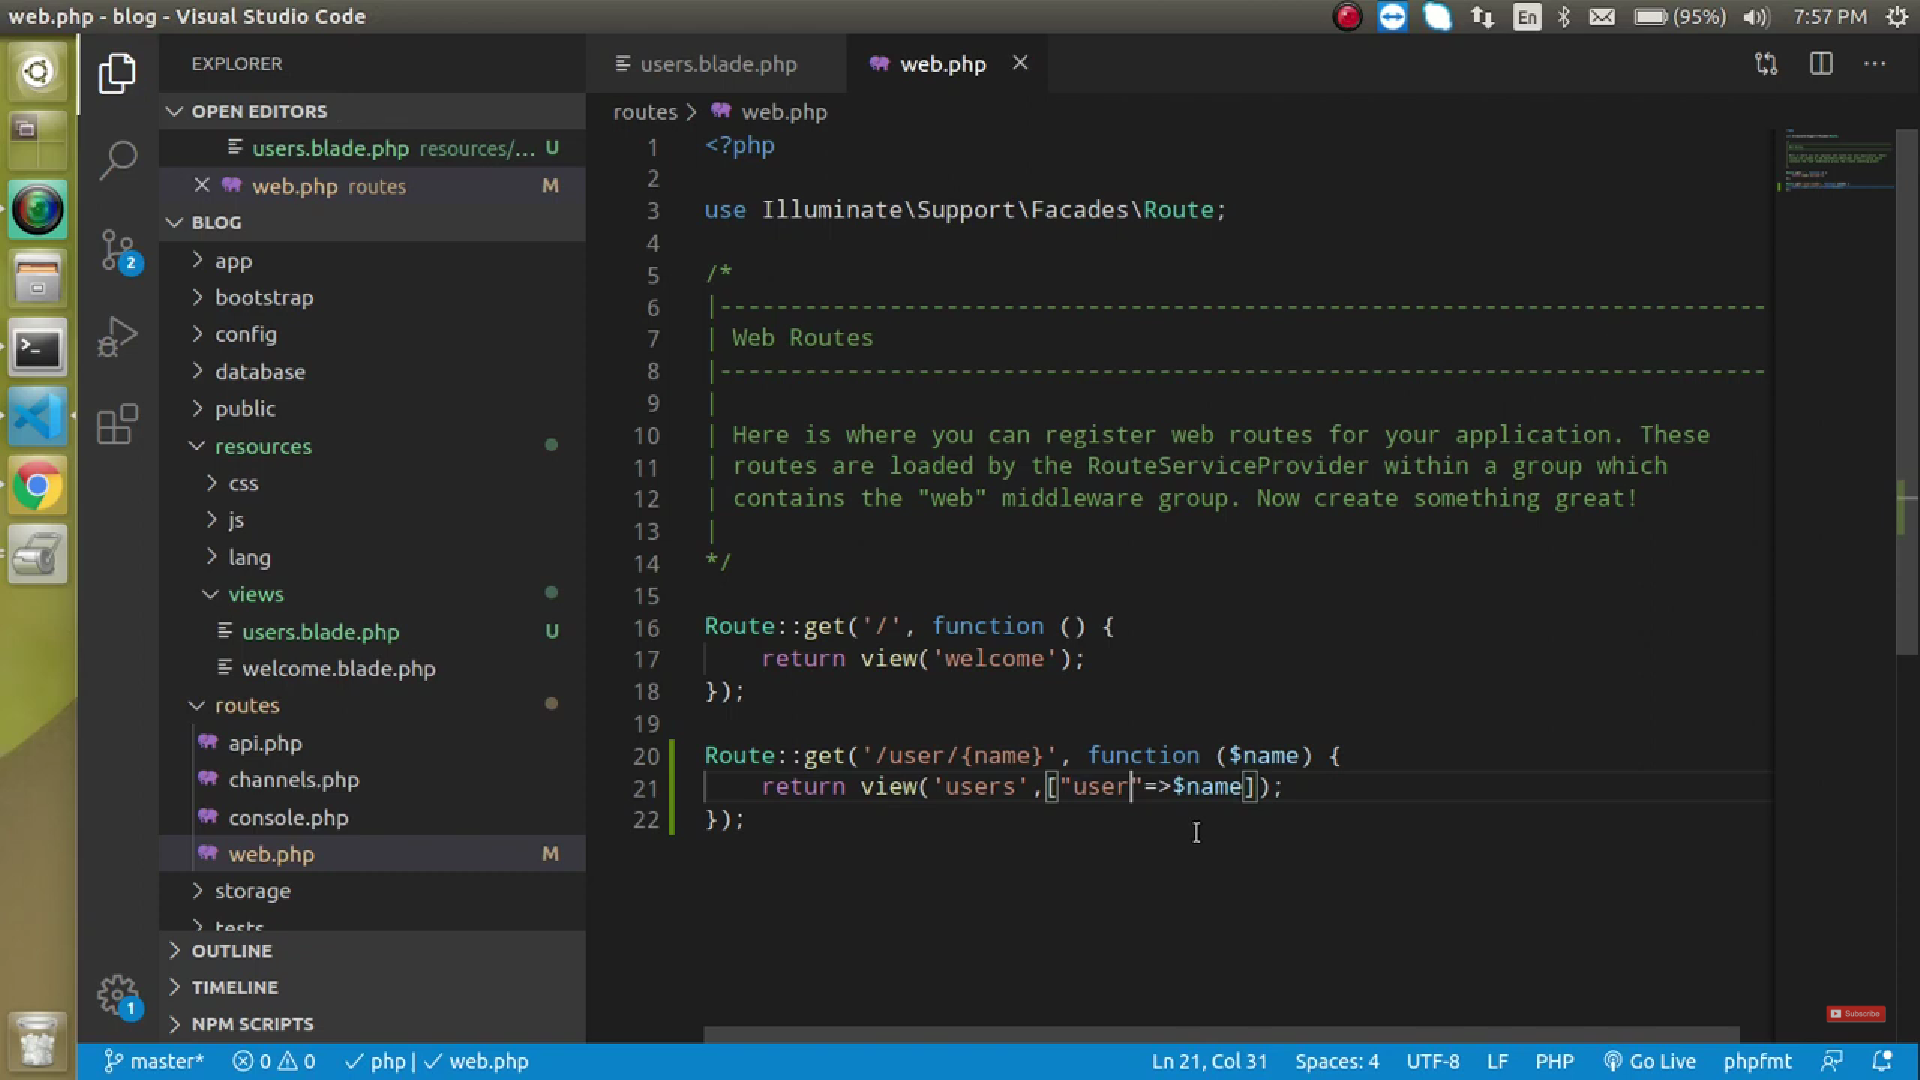 web.php - blog - Visual Studio Code
En
(95%)
7:57 PM
EXPLORER
OPEN EDITORS
users.blade.php resources/... U
web.php routes M
BLOG
app
bootstrap
config
database
public
resources
css
js
lang
views
users.blade.php U
welcome.blade.php
routes
api.php
channels.php
console.php
web.php M
storage
tests
OUTLINE
TIMELINE
NPM SCRIPTS
2
1
users.blade.php
web.php
routes > web.php
1 <?php
2
3 use Illuminate\Support\Facades\Route;
4
5 /*
6 |--------------------------------------------------------------------------
7 | Web Routes
8 |--------------------------------------------------------------------------
9 |
10 | Here is where you can register web routes for your application. These
11 | routes are loaded by the RouteServiceProvider within a group which
12 | contains the "web" middleware group. Now create something great!
13 |
14 */
15
16 Route::get('/', function () {
17     return view('welcome');
18 });
19
20 Route::get('/user/{name}', function ($name) {
21     return view('users',["user"=>$name]);
22 });
Subscribe
master* 0 0 php | web.php
Ln 21, Col 31 Spaces: 4 UTF-8 LF PHP Go Live phpfmt